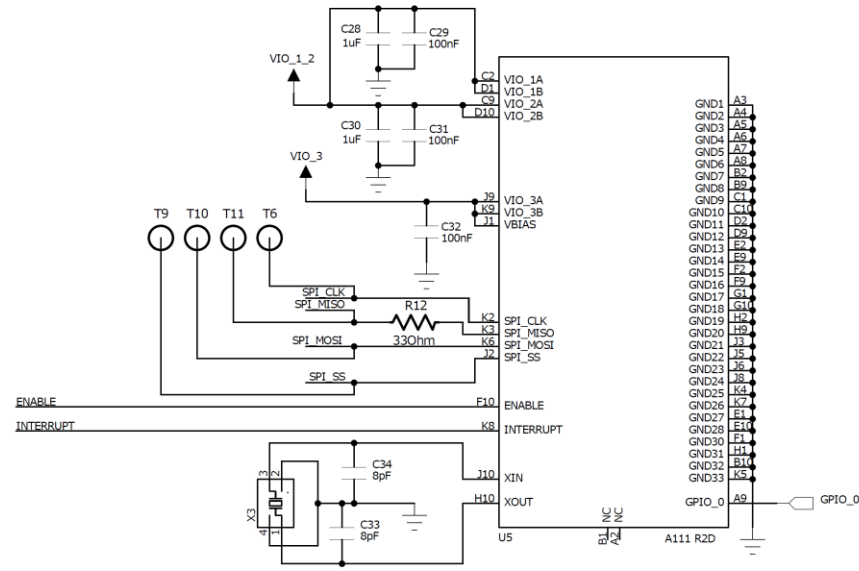 C28
1uF
C29
100nF
VIO_1_2
C2 VIO_1A
D1 VIO_1B
C9 VIO_2A
D10 VIO_2B
C30
1uF
C31
100nF
VIO_3
J9 VIO_3A
K9 VIO_3B
J1 VBIAS
C32
100nF
T9 T10 T11 T6
SPI_CLK
SPI_MISO
R12
33Ohm
SPI_MOSI
SPI_SS
K2 SPI_CLK
K3 SPI_MISO
K6 SPI_MOSI
J2 SPI_SS
ENABLE F10 ENABLE
INTERRUPT K8 INTERRUPT
C34
8pF
J10 XIN
H10 XOUT
C33
8pF
X3
3 2
4 1
GND1 A3
GND2 A4
GND3 A5
GND4 A6
GND5 A7
GND6 A8
GND7 B2
GND8 B9
GND9 C1
GND10 C10
GND11 D2
GND12 D9
GND13 E2
GND14 E9
GND15 F2
GND16 F9
GND17 G1
GND18 G10
GND19 H2
GND20 H9
GND21 J3
GND22 J5
GND23 J6
GND24 J8
GND25 K4
GND26 K7
GND27 E1
GND28 E10
GND30 F1
GND31 H1
GND32 B10
GND33 K5
GPIO_0 A9 GPIO_0
NC NC
B1 A2
U5
A111 R2D